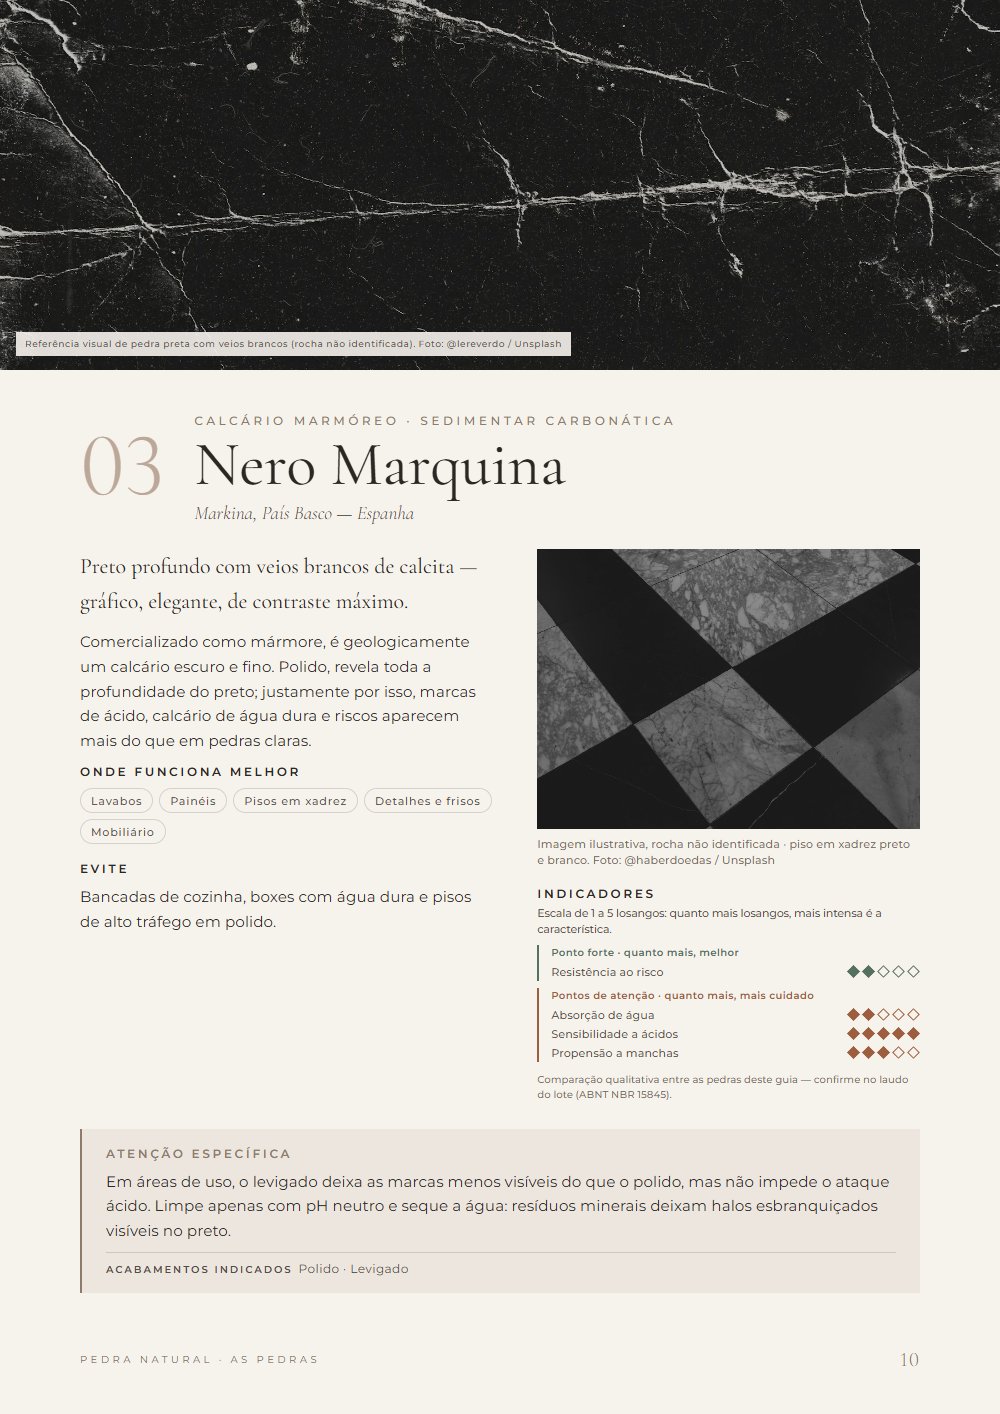 Referência visual de pedra preta com veios brancos (rocha não identificada). Foto: @lereverdo / Unsplash
03
CALCÁRIO MARMÓREO · SEDIMENTAR CARBONÁTICA
Nero Marquina
Markina, País Basco — Espanha
Preto profundo com veios brancos de calcita —
gráfico, elegante, de contraste máximo.
Comercializado como mármore, é geologicamente
um calcário escuro e fino. Polido, revela toda a
profundidade do preto; justamente por isso, marcas
de ácido, calcário de água dura e riscos aparecem
mais do que em pedras claras.
ONDE FUNCIONA MELHOR
Lavabos
Painéis
Pisos em xadrez
Detalhes e frisos
Mobiliário
EVITE
Bancadas de cozinha, boxes com água dura e pisos
de alto tráfego em polido.
Imagem ilustrativa, rocha não identificada · piso em xadrez preto
e branco. Foto: @haberdoedas / Unsplash
INDICADORES
Escala de 1 a 5 losangos: quanto mais losangos, mais intensa é a
característica.
Ponto forte · quanto mais, melhor
Resistência ao risco
Pontos de atenção · quanto mais, mais cuidado
Absorção de água
Sensibilidade a ácidos
Propensão a manchas
Comparação qualitativa entre as pedras deste guia — confirme no laudo
do lote (ABNT NBR 15845).
ATENÇÃO ESPECÍFICA
Em áreas de uso, o levigado deixa as marcas menos visíveis do que o polido, mas não impede o ataque
ácido. Limpe apenas com pH neutro e seque a água: resíduos minerais deixam halos esbranquiçados
visíveis no preto.
ACABAMENTOS INDICADOS Polido · Levigado
PEDRA NATURAL · AS PEDRAS
10